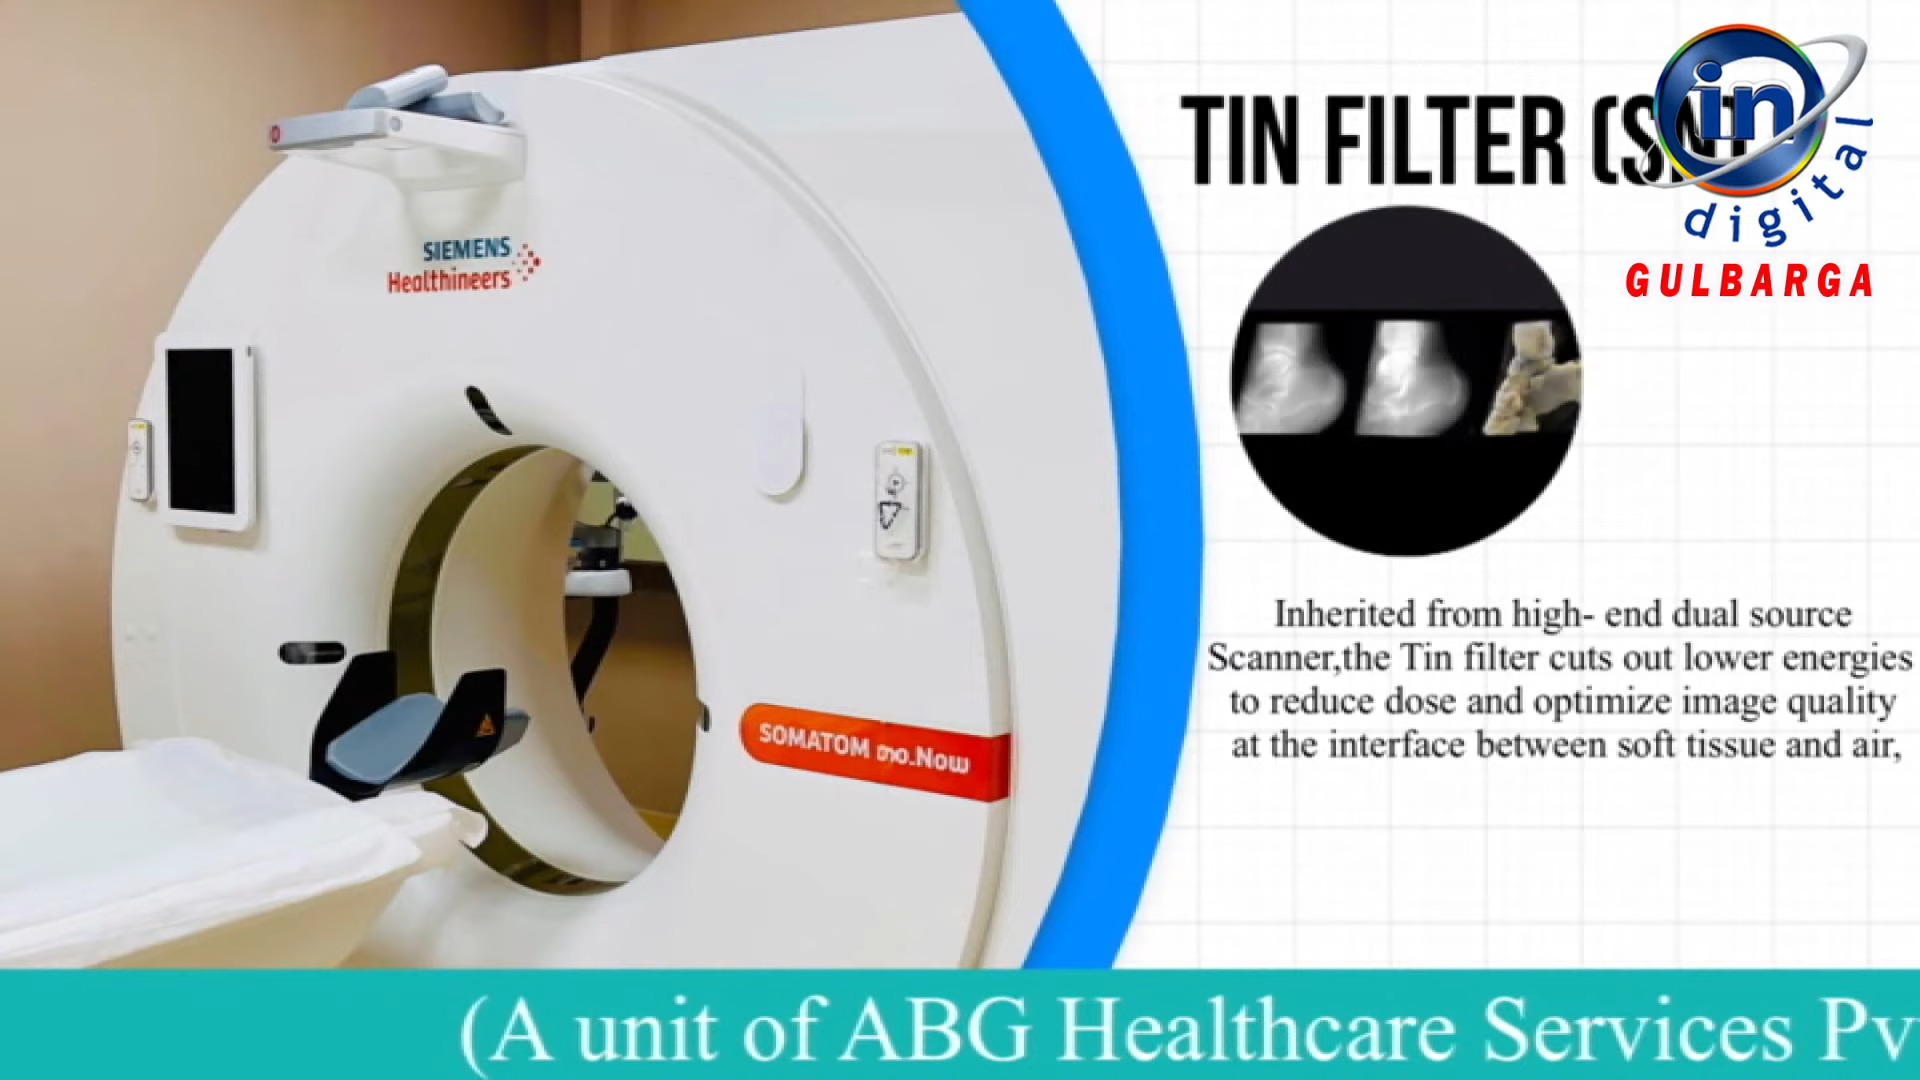 SIEMENS
Healthineers
SOMATOM go.Now
TIN FILTER (SN)
in
digital
GULBARGA
Inherited from high- end dual source
Scanner,the Tin filter cuts out lower energies
to reduce dose and optimize image quality
at the interface between soft tissue and air,
(A unit of ABG Healthcare Services Pv